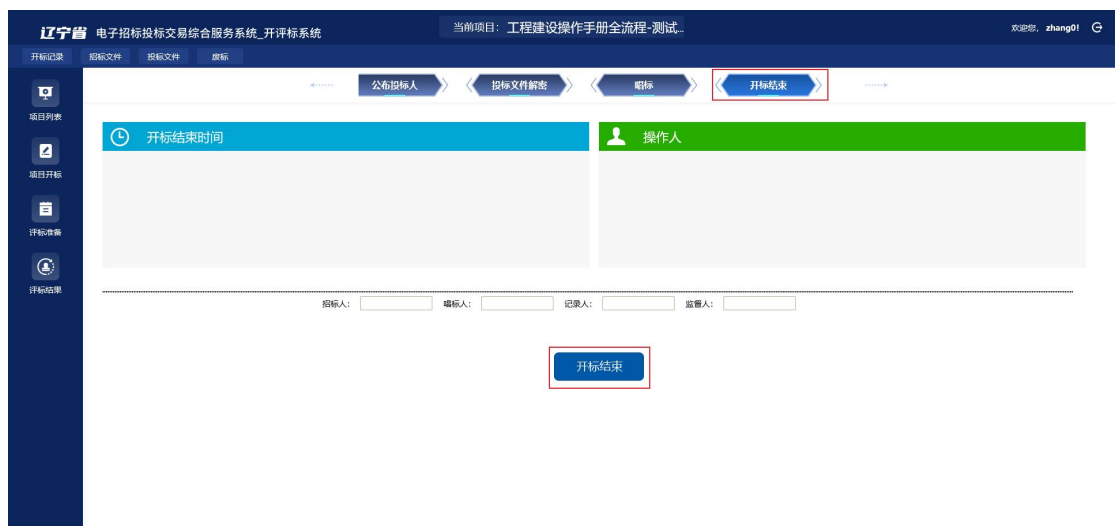 辽宁省 电子招标投标交易综合服务系统_开评标系统 当前项目：工程建设操作手册全流程-测试... 欢迎您，zhang0!
开标记录 招标文件 投标文件 废标
公布投标人 投标文件解密 唱标 开标结束
项目列表
项目开标
评标准备
评标结果
开标结束时间 操作人
招标人： 唱标人： 记录人： 监督人：
开标结束